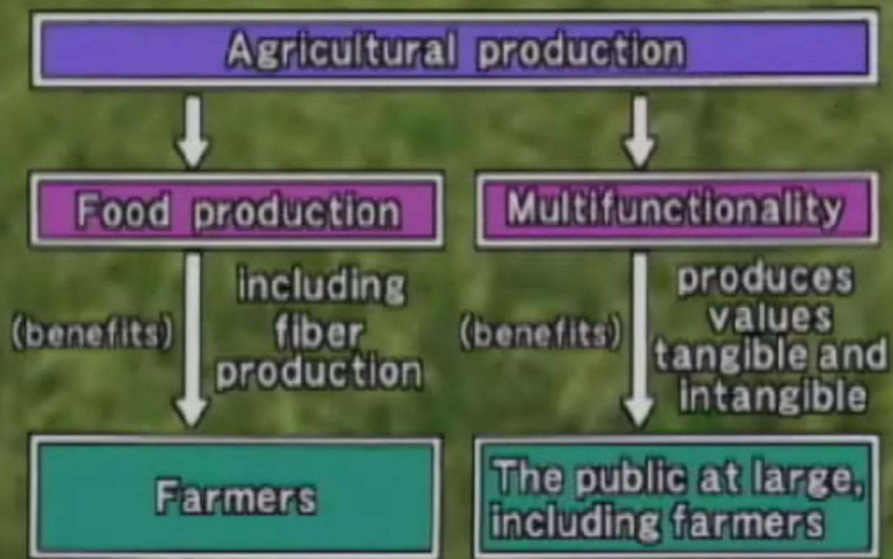 Agricultural production
Food production
Multifunctionality
(benefits)
including
fiber
production
(benefits)
produces
values
tangible and
intangible
Farmers
The public at large,
including farmers